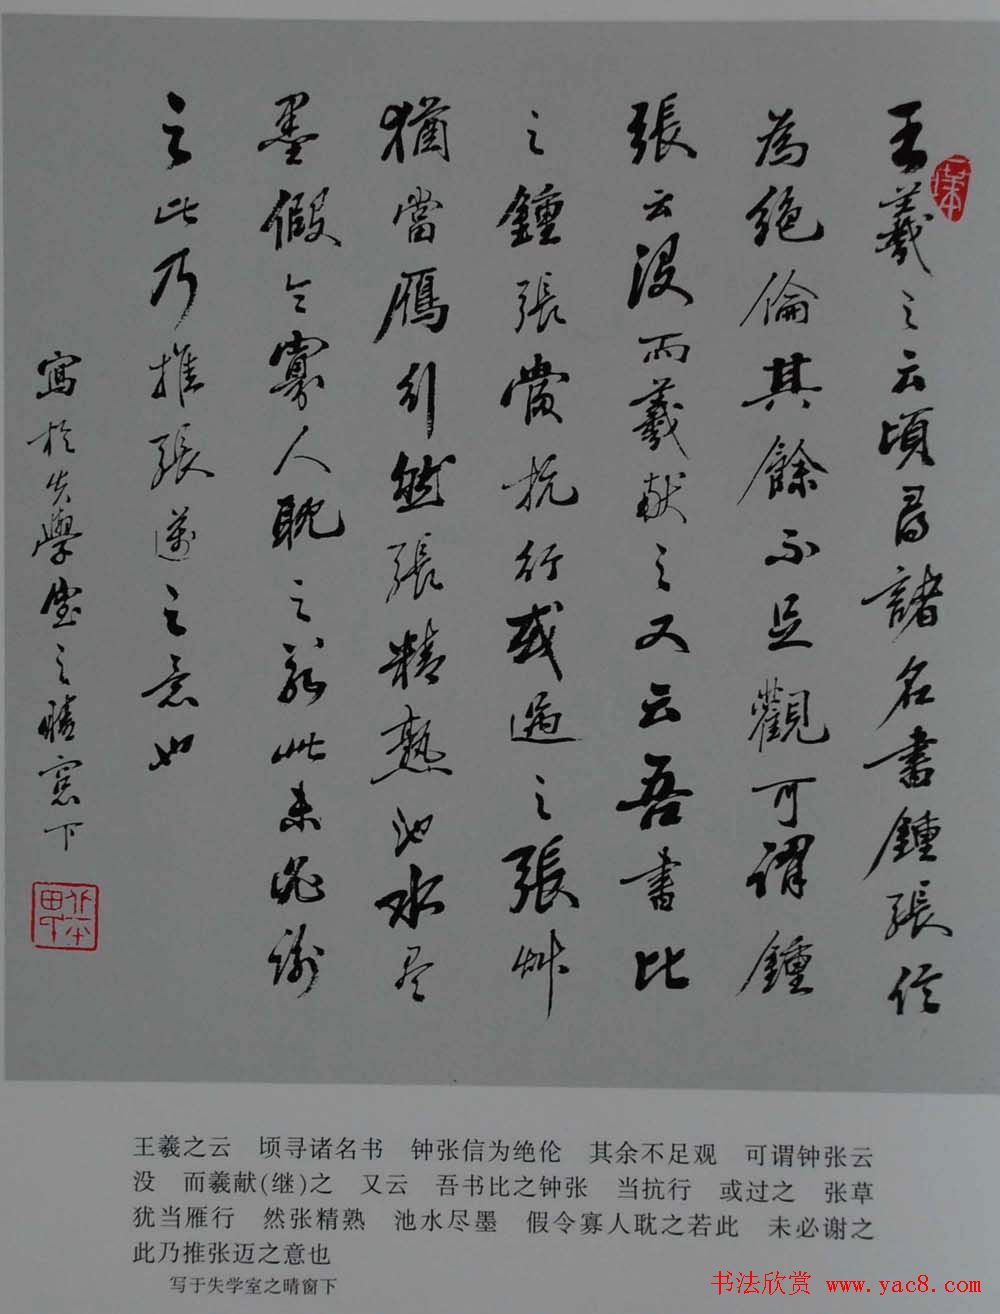 王羲之云頃尋諸名書鍾張信
為絶倫其餘不足觀可謂鍾
張云没而羲献之又云吾書比
之鍾張當抗行或過之張艸
猶當鴈行然張精熟池水尽
墨假令寡人耽之若此未必謝
之此乃推張邁之意也
寫於失學室之晴窓下
王羲之云 顷寻诸名书 钟张信为绝伦 其余不足观 可谓钟张云
没 而羲献(继)之 又云 吾书比之钟张 当抗行 或过之 张草
犹当雁行 然张精熟 池水尽墨 假令寡人耽之若此 未必谢之
此乃推张迈之意也
写于失学室之晴窗下
书法欣赏 www.yac8.com